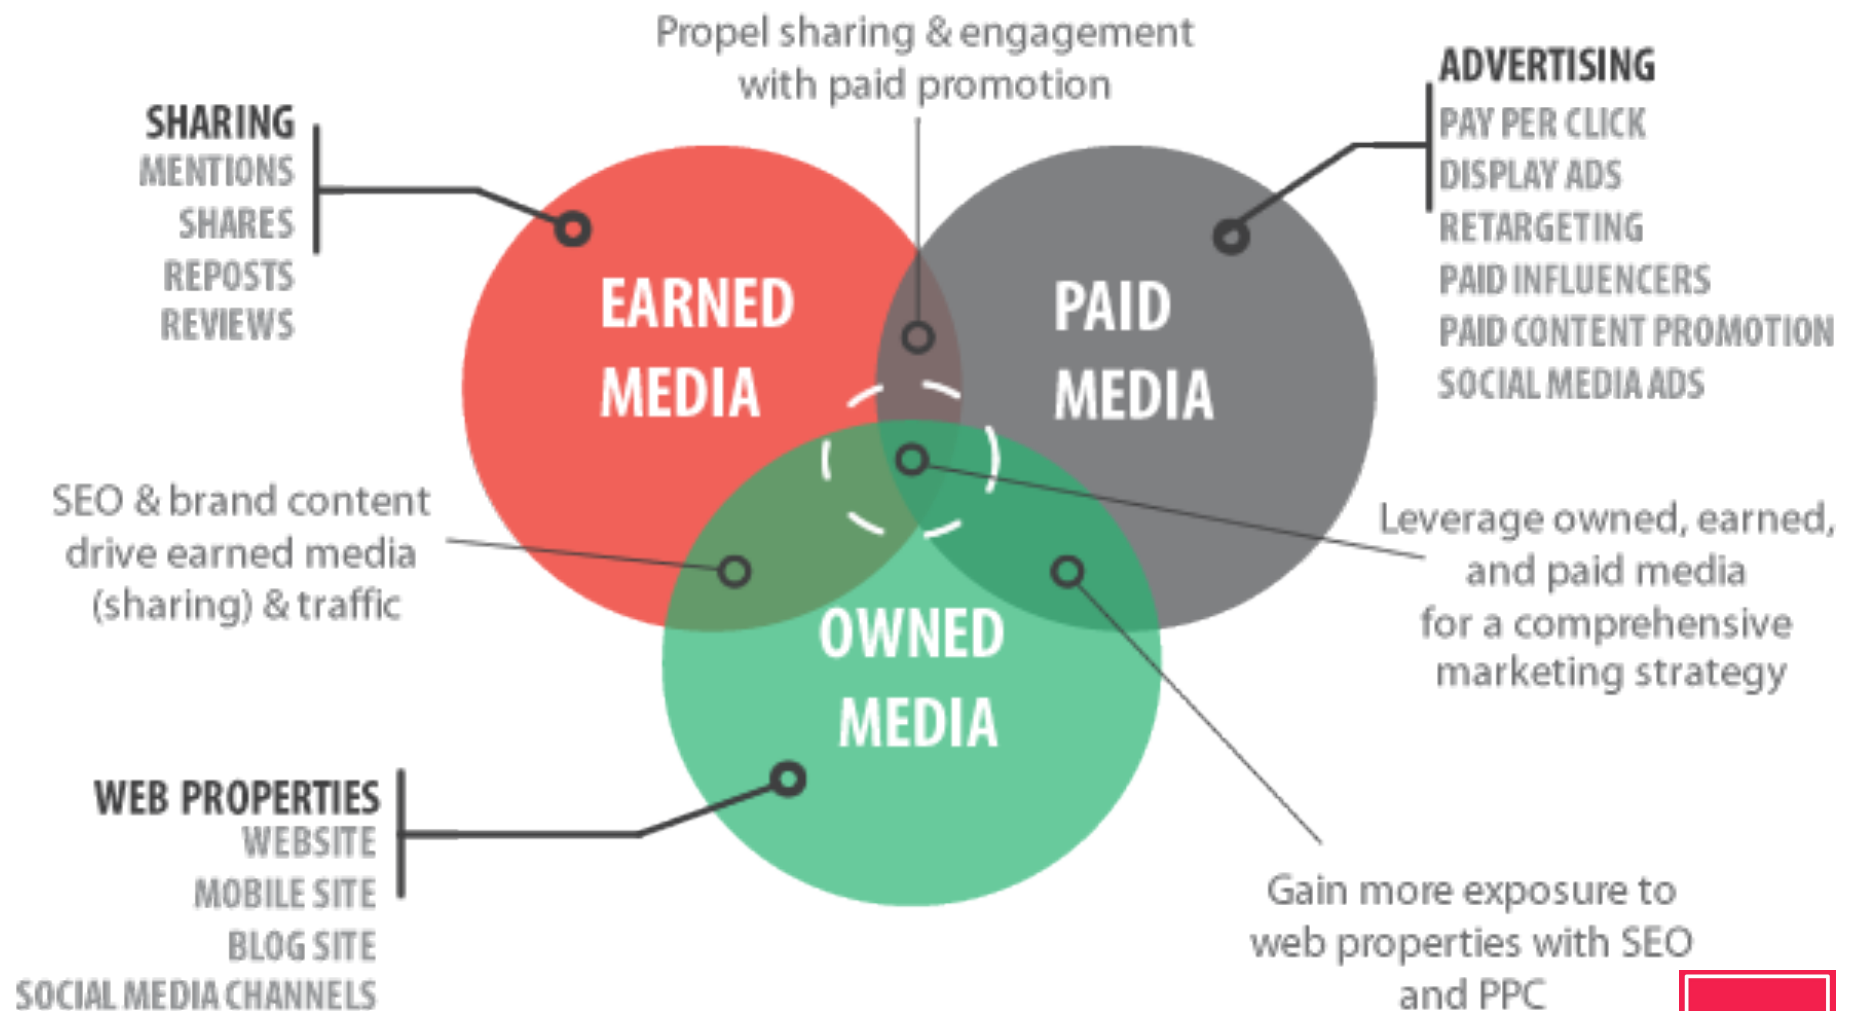 Propel sharing & engagement
with paid promotion
SHARING
MENTIONS
SHARES
REPOSTS
REVIEWS
ADVERTISING
PAY PER CLICK
DISPLAY ADS
RETARGETING
PAID INFLUENCERS
PAID CONTENT PROMOTION
SOCIAL MEDIA ADS
EARNED
MEDIA
PAID
MEDIA
SEO & brand content
drive earned media
(sharing) & traffic
Leverage owned, earned,
and paid media
for a comprehensive
marketing strategy
OWNED
MEDIA
WEB PROPERTIES
WEBSITE
MOBILE SITE
BLOG SITE
SOCIAL MEDIA CHANNELS
Gain more exposure to
web properties with SEO
and PPC